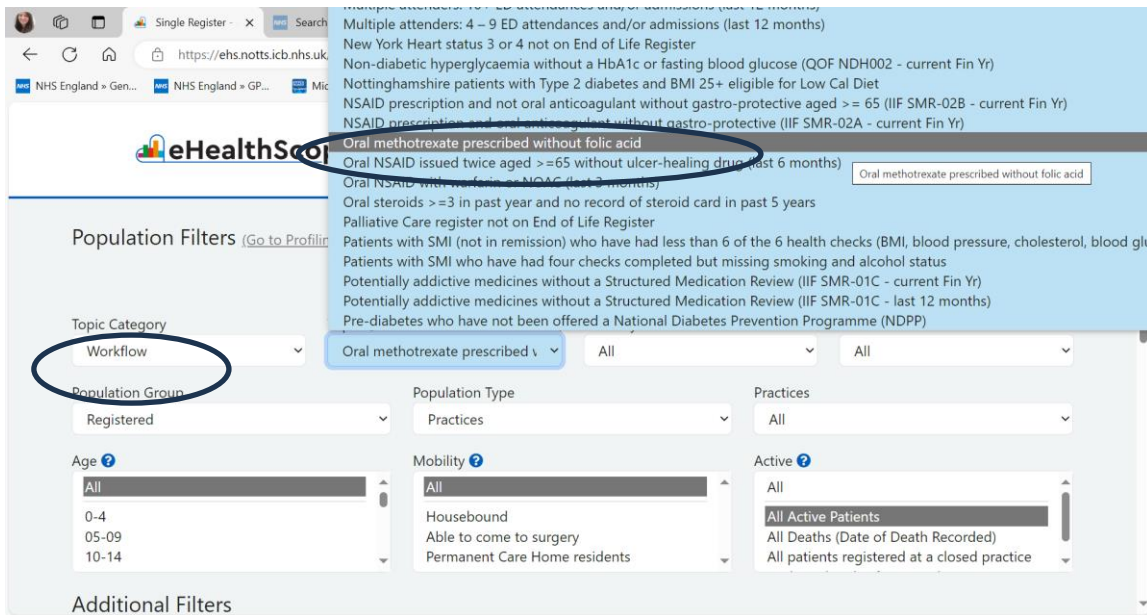 Single Register -
Search
https://ehs.notts.icb.nhs.uk
NHS England » Gen...
NHS England » GP...
Mic
eHealthScop
Multiple attenders: 10+ ED attendances and/or admissions (last 12 months)
Multiple attenders: 4 – 9 ED attendances and/or admissions (last 12 months)
New York Heart status 3 or 4 not on End of Life Register
Non-diabetic hyperglycaemia without a HbA1c or fasting blood glucose (QOF NDH002 - current Fin Yr)
Nottinghamshire patients with Type 2 diabetes and BMI 25+ eligible for Low Cal Diet
NSAID prescription and not oral anticoagulant without gastro-protective aged >= 65 (IIF SMR-02B - current Fin Yr)
NSAID prescription and oral anticoagulant without gastro-protective (IIF SMR-02A - current Fin Yr)
Oral methotrexate prescribed without folic acid
Oral NSAID issued twice aged >=65 without ulcer-healing drug (last 6 months)
Oral methotrexate prescribed without folic acid
Oral NSAID with warfarin or NOAC (last 3 months)
Oral steroids >=3 in past year and no record of steroid card in past 5 years
Palliative Care register not on End of Life Register
Patients with SMI (not in remission) who have had less than 6 of the 6 health checks (BMI, blood pressure, cholesterol, blood glu
Patients with SMI who have had four checks completed but missing smoking and alcohol status
Potentially addictive medicines without a Structured Medication Review (IIF SMR-01C - current Fin Yr)
Potentially addictive medicines without a Structured Medication Review (IIF SMR-01C - last 12 months)
Pre-diabetes who have not been offered a National Diabetes Prevention Programme (NDPP)
Population Filters (Go to Profilin
Topic Category
Workflow
Oral methotrexate prescribed
All
All
Population Group
Population Type
Practices
Registered
Practices
All
Age
Mobility
Active
All
0-4
05-09
10-14
All
Housebound
Able to come to surgery
Permanent Care Home residents
All
All Active Patients
All Deaths (Date of Death Recorded)
All patients registered at a closed practice
Additional Filters